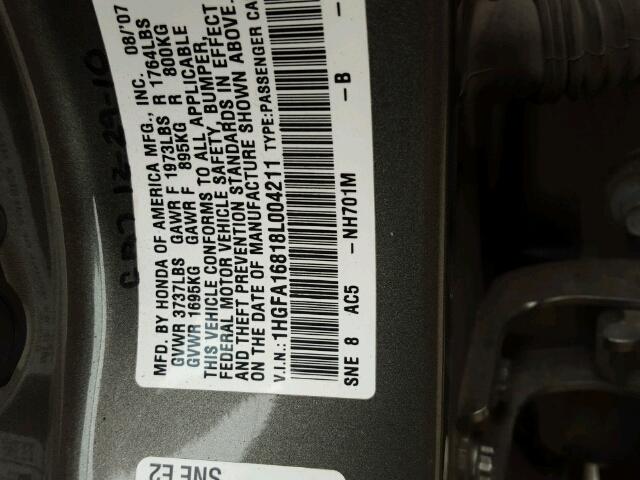 MFD. BY HONDA OF AMERICA MFG., INC. 08/'07
GVWR 3737LBS GAWR F 1973LBS R 1764LBS
GVWR 1695KG GAWR F 895KG R 800KG
THIS VEHICLE CONFORMS TO ALL APPLICABLE
FEDERAL MOTOR VEHICLE SAFETY, BUMPER,
AND THEFT PREVENTION STANDARDS IN EFFECT
ON THE DATE OF MANUFACTURE SHOWN ABOVE.
V.I.N.: 1HGFA16818L004211 TYPE:PASSENGER CA
SNE 8 AC5 -NH701M -B -B
SNE E2